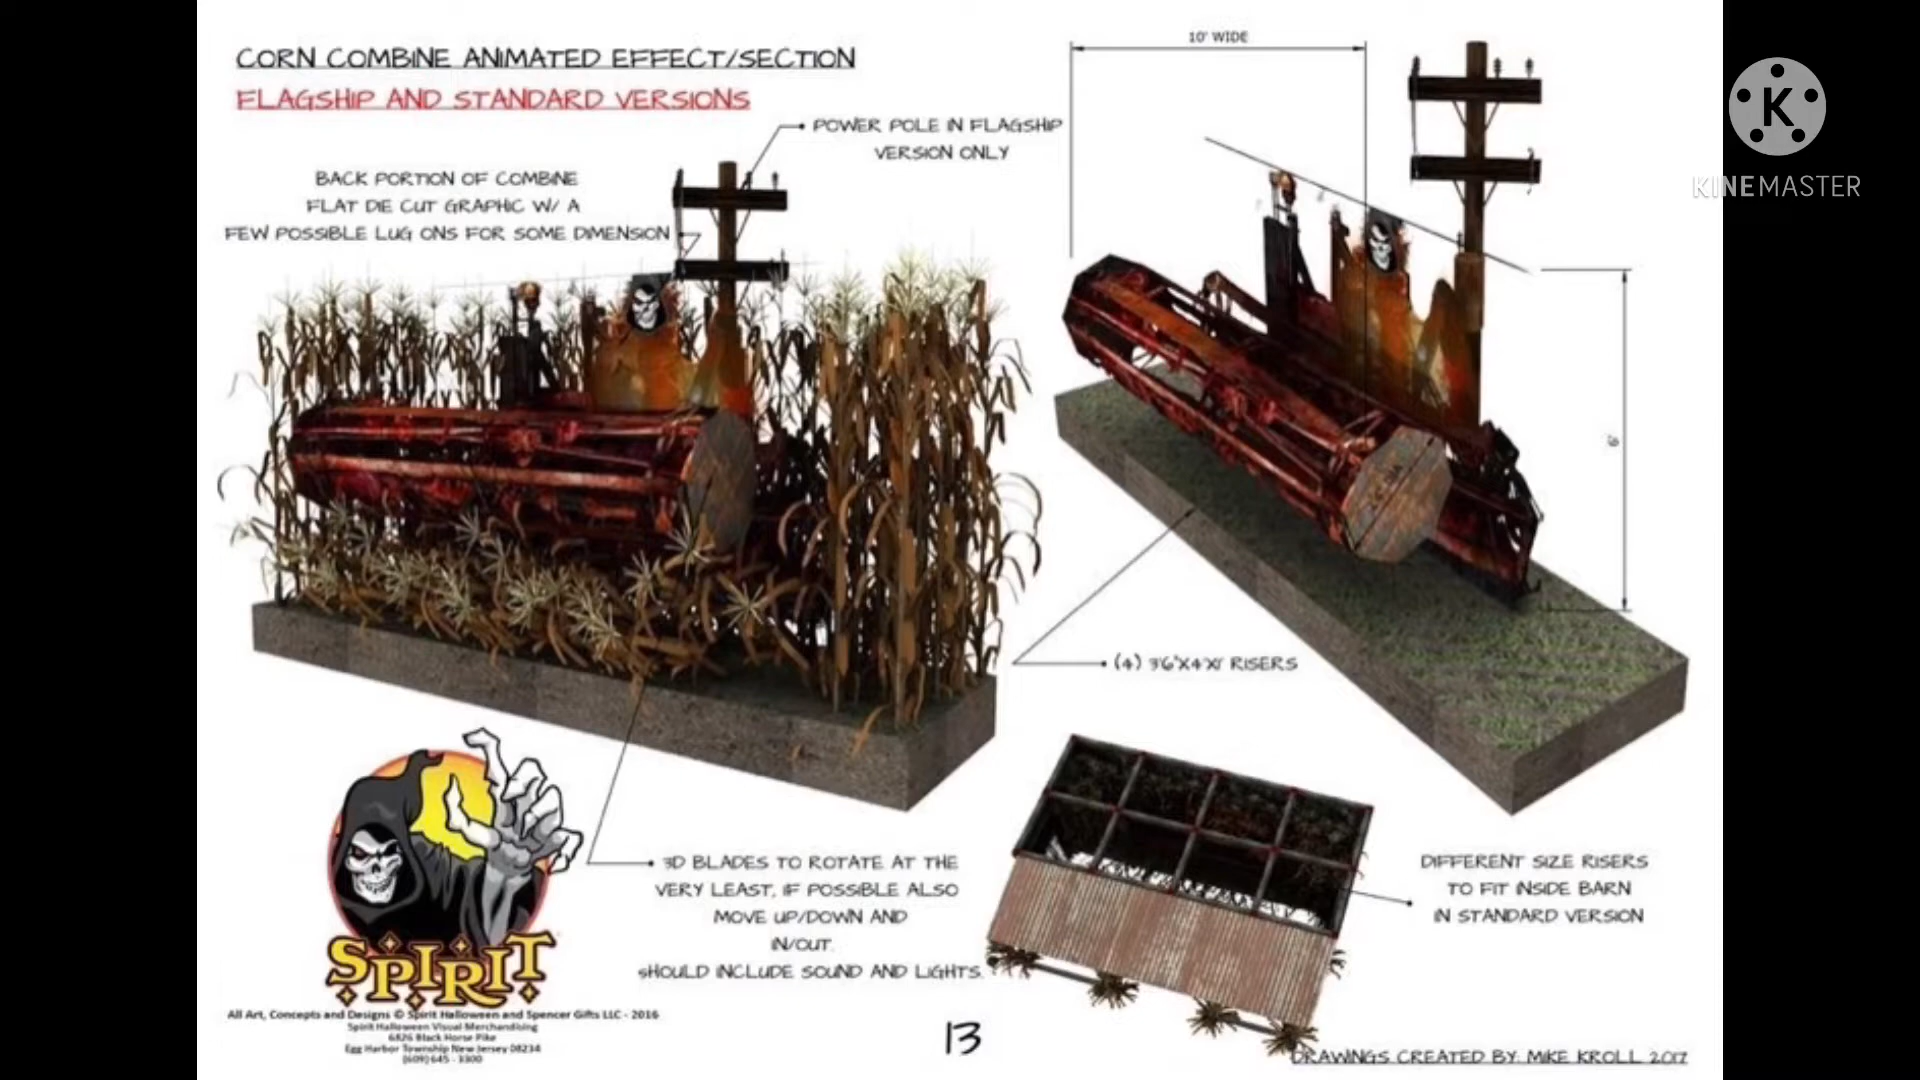 CORN COMBINE ANIMATED EFFECT/SECTION
FLAGSHIP AND STANDARD VERSIONS
POWER POLE IN FLAGSHIP
VERSION ONLY
BACK PORTION OF COMBINE
FLAT DIE CUT GRAPHIC W/ A
FEW POSSIBLE LUG ONS FOR SOME DIMENSION
10' WIDE
KINEMASTER
9'
(4) 3'6"X4'X1' RISERS
3D BLADES TO ROTATE AT THE
VERY LEAST, IF POSSIBLE ALSO
MOVE UP/DOWN AND
IN/OUT.
SHOULD INCLUDE SOUND AND LIGHTS.
DIFFERENT SIZE RISERS
TO FIT INSIDE BARN
IN STANDARD VERSION
SPIRIT
All Art, Concepts and Designs © Spirit Halloween and Spencer Gifts LLC - 2016
Spirit Halloween Visual Merchandising
6826 Black Horse Pike
Egg Harbor Township New Jersey 08234
(609) 645 - 3300
13
DRAWINGS CREATED BY: MIKE KROLL 2017